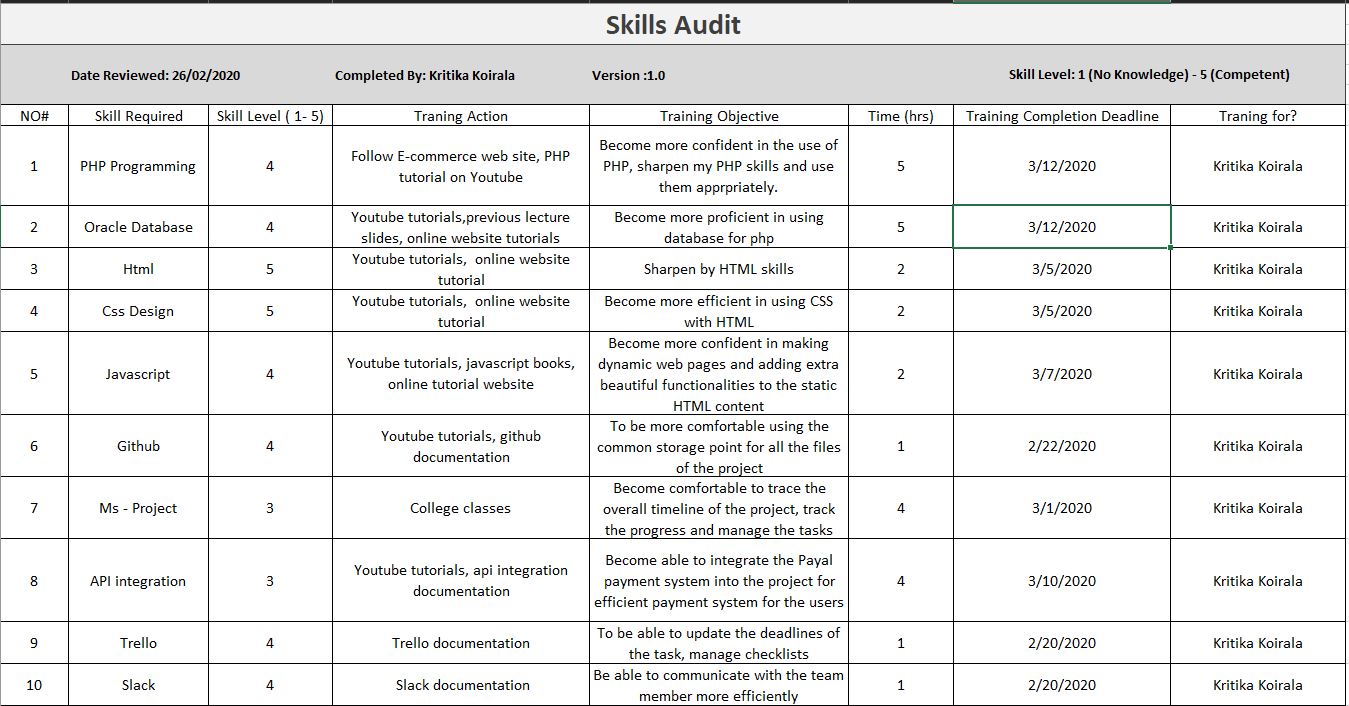 Skills Audit
Date Reviewed: 26/02/2020 Completed By: Kritika Koirala Version :1.0 Skill Level: 1 (No Knowledge) - 5 (Competent)
NO# Skill Required Skill Level ( 1- 5) Traning Action Training Objective Time (hrs) Training Completion Deadline Traning for?
1 PHP Programming 4
Follow E-commerce web site, PHP
tutorial on Youtube
Become more confident in the use of
PHP, sharpen my PHP skills and use
them apprpriately.
5 3/12/2020 Kritika Koirala
2 Oracle Database 4
Youtube tutorials,previous lecture
slides, online website tutorials
Become more proficient in using
database for php
5 3/12/2020 Kritika Koirala
3 Html 5
Youtube tutorials,  online website
tutorial
Sharpen by HTML skills
2 3/5/2020 Kritika Koirala
4 Css Design 5
Youtube tutorials,  online website
tutorial
Become more efficient in using CSS
with HTML
2 3/5/2020 Kritika Koirala
5 Javascript 4
Youtube tutorials, javascript books,
online tutorial website
Become more confident in making
dynamic web pages and adding extra
beautiful functionalities to the static
HTML content
2 3/7/2020 Kritika Koirala
6 Github 4
Youtube tutorials, github
documentation
To be more comfortable using the
common storage point for all the files
of the project
1 2/22/2020 Kritika Koirala
7 Ms - Project 3
College classes
Become comfortable to trace the
overall timeline of the project, track
the progress and manage the tasks
4 3/1/2020 Kritika Koirala
8 API integration 3
Youtube tutorials, api integration
documentation
Become able to integrate the Payal
payment system into the project for
efficient payment system for the users
4 3/10/2020 Kritika Koirala
9 Trello 4
Trello documentation
To be able to update the deadlines of
the task, manage checklists
1 2/20/2020 Kritika Koirala
10 Slack 4
Slack documentation
Be able to communicate with the team
member more efficiently
1 2/20/2020 Kritika Koirala